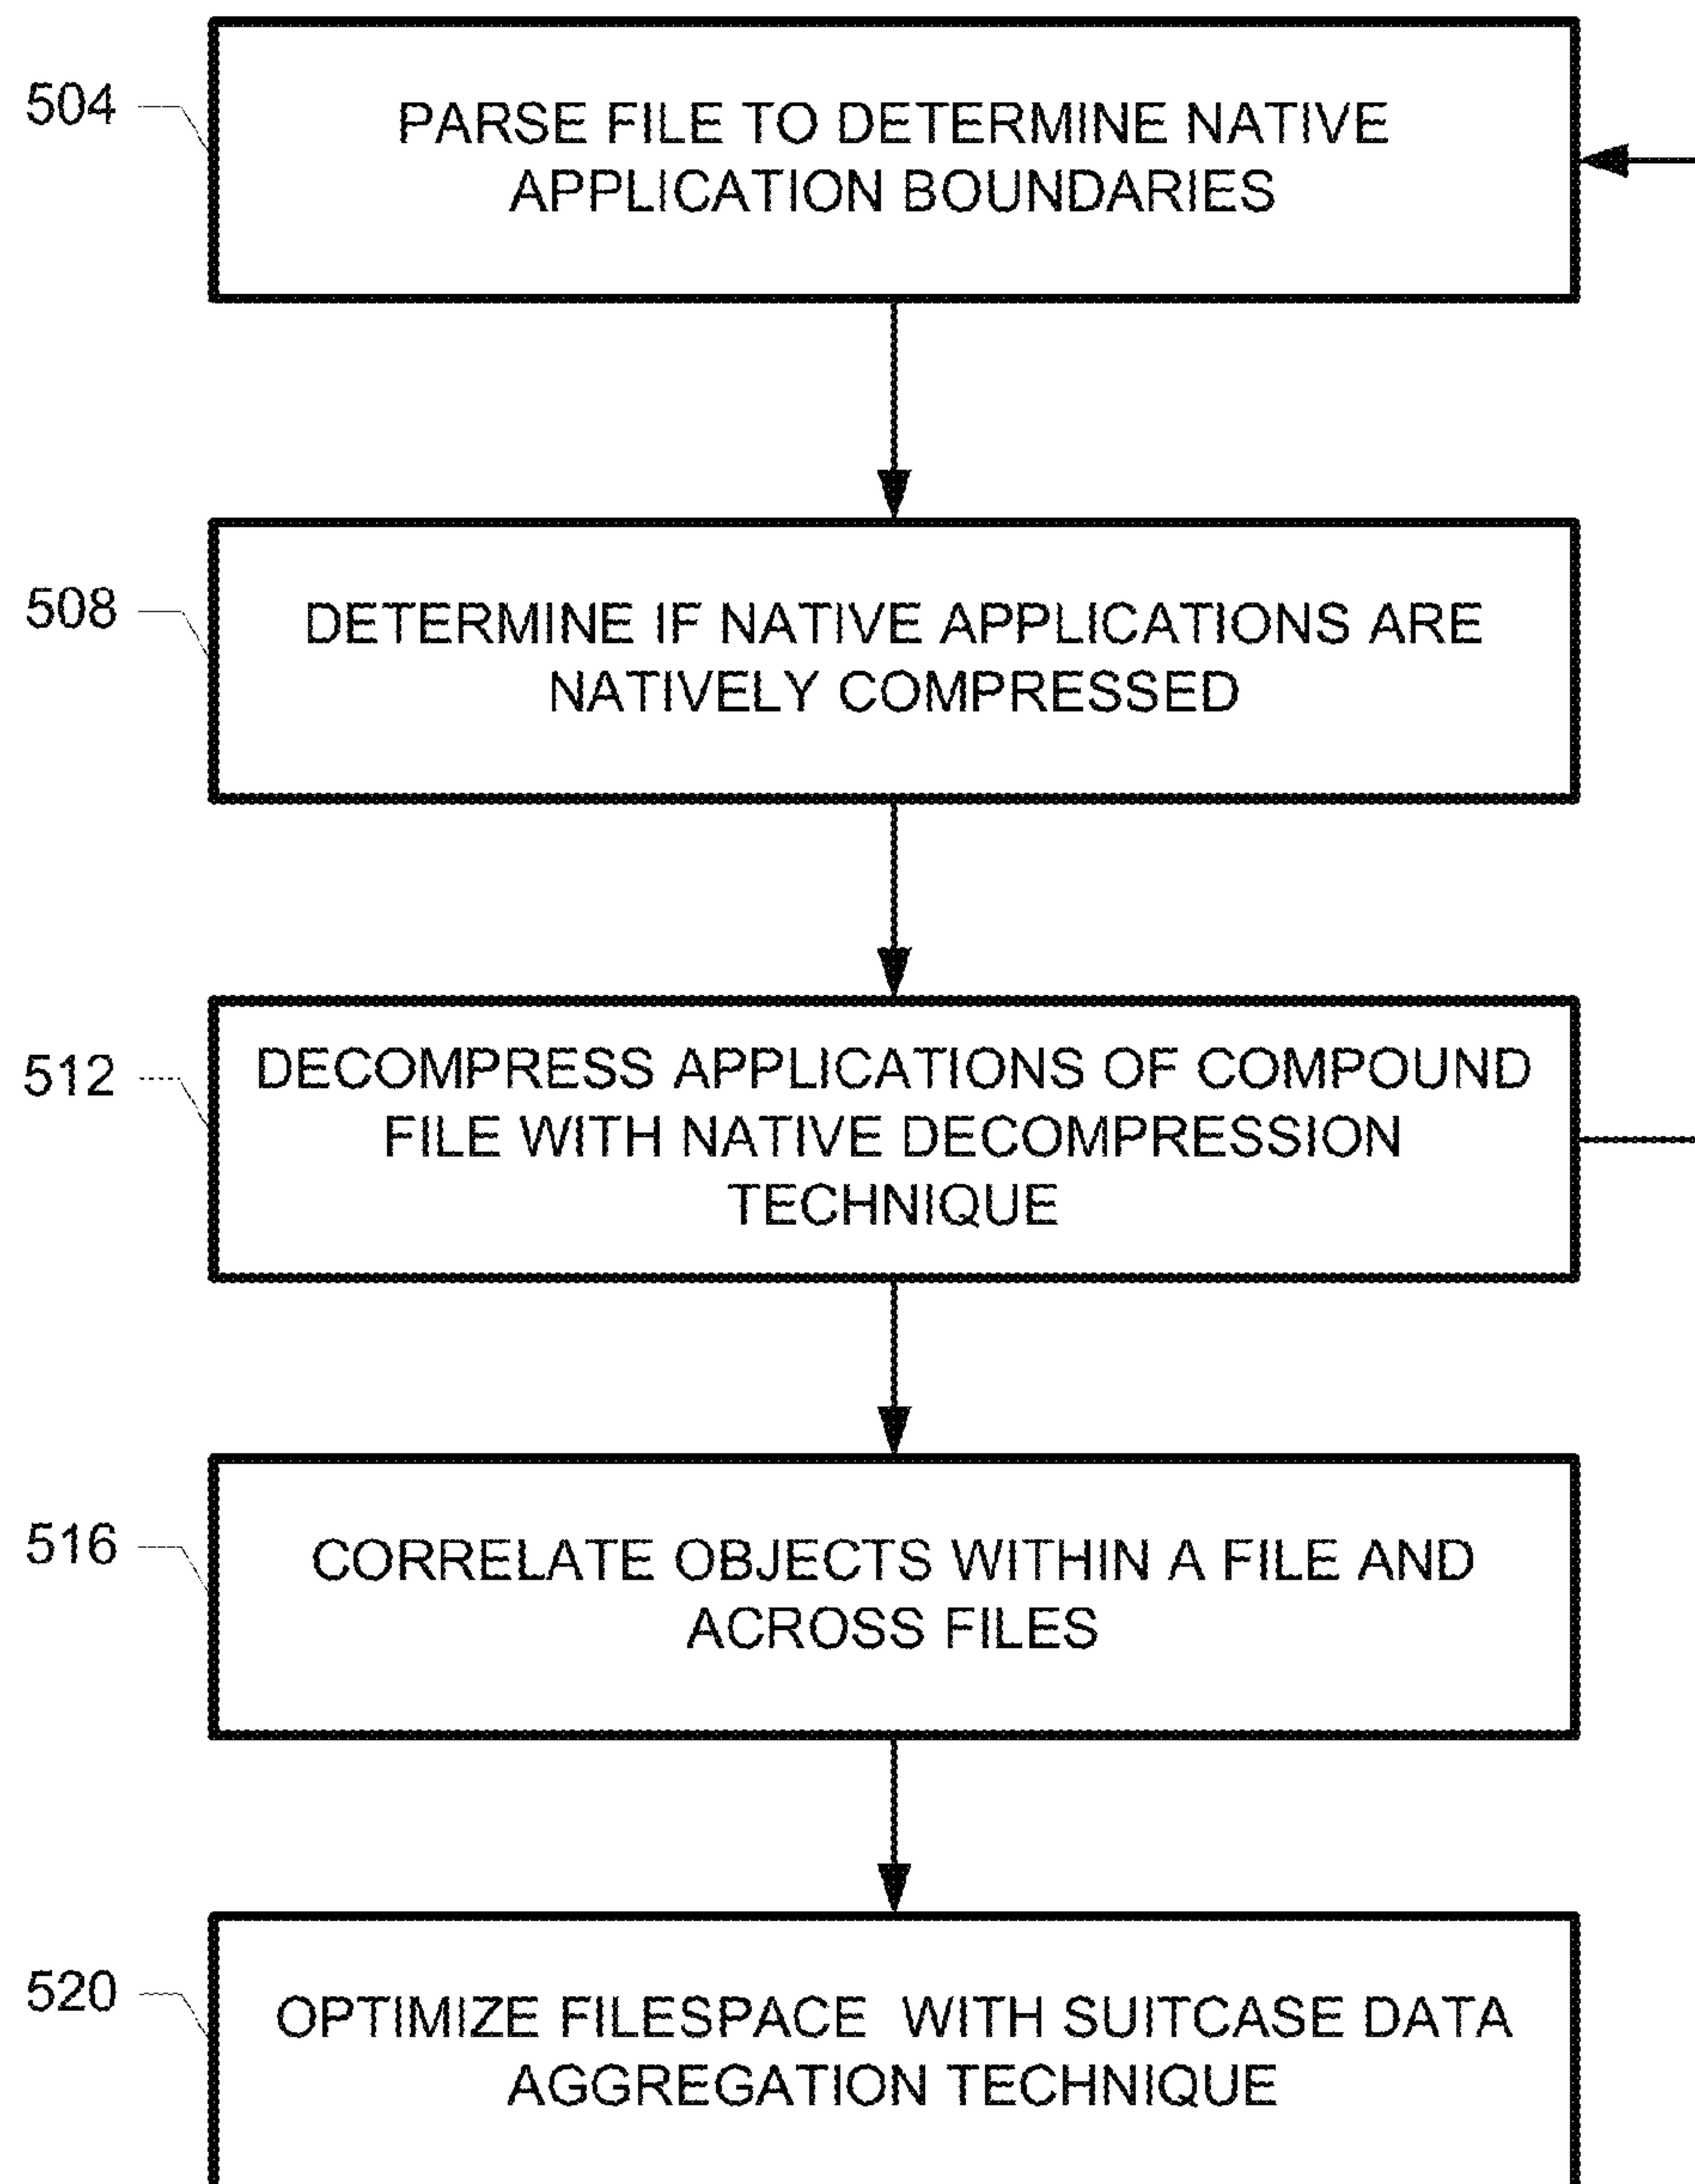 504
PARSE FILE TO DETERMINE NATIVE
APPLICATION BOUNDARIES
508
DETERMINE IF NATIVE APPLICATIONS ARE
NATIVELY COMPRESSED
512
DECOMPRESS APPLICATIONS OF COMPOUND
FILE WITH NATIVE DECOMPRESSION
TECHNIQUE
516
CORRELATE OBJECTS WITHIN A FILE AND
ACROSS FILES
520
OPTIMIZE FILESPACE WITH SUITCASE DATA
AGGREGATION TECHNIQUE